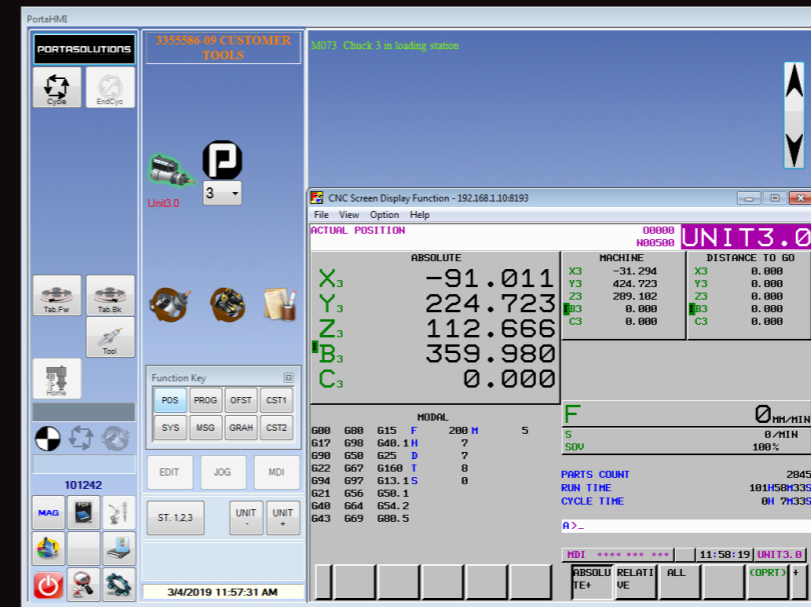 PortaHMI
PORTASOLUTIONS
Cycle
EndCyc
3355586-09 CUSTOMER
TOOLS
M073 Chuck 3 in loading station
3
Unit3.0
Tab.Fw
Tab.Bk
Tool
Home
101242
MAG
Function Key
POS PROG OFST CST1
SYS MSG GRAH CST2
EDIT JOG MDI
ST. 1,2,3
UNIT
-
UNIT
+
3/4/2019 11:57:31 AM
CNC Screen Display Function - 192.168.1.10:8193
File View Option Help
ACTUAL POSITION
O0000
N00500
UNIT3.0
ABSOLUTE
X3 -91.011
Y3 224.723
Z3 112.666
B3 359.980
C3 0.000
MACHINE
X3 -31.294
Y3 424.723
Z3 209.102
B3 0.000
C3 0.000
DISTANCE TO GO
X3 0.000
Y3 0.000
Z3 0.000
B3 0.000
C3 0.000
MODAL
G00 G80 G15 F 200 M 5
G17 G98 G40.1 H 7
G90 G50 G25 D 7
G22 G67 G160 T 8
G94 G97 G13.1 S 0
G21 G56 G50.1
G40 G64 G54.2
G43 G69 G80.5
F 0 MM/MIN
S 0/MIN
SOV 100%
PARTS COUNT 2845
RUN TIME 101H58M33S
CYCLE TIME 0H 7M33S
A>_
MDI **** *** *** 11:58:19 UNIT3.0
ABSOLU
TE+
RELATI
VE
ALL
(OPRT)
+